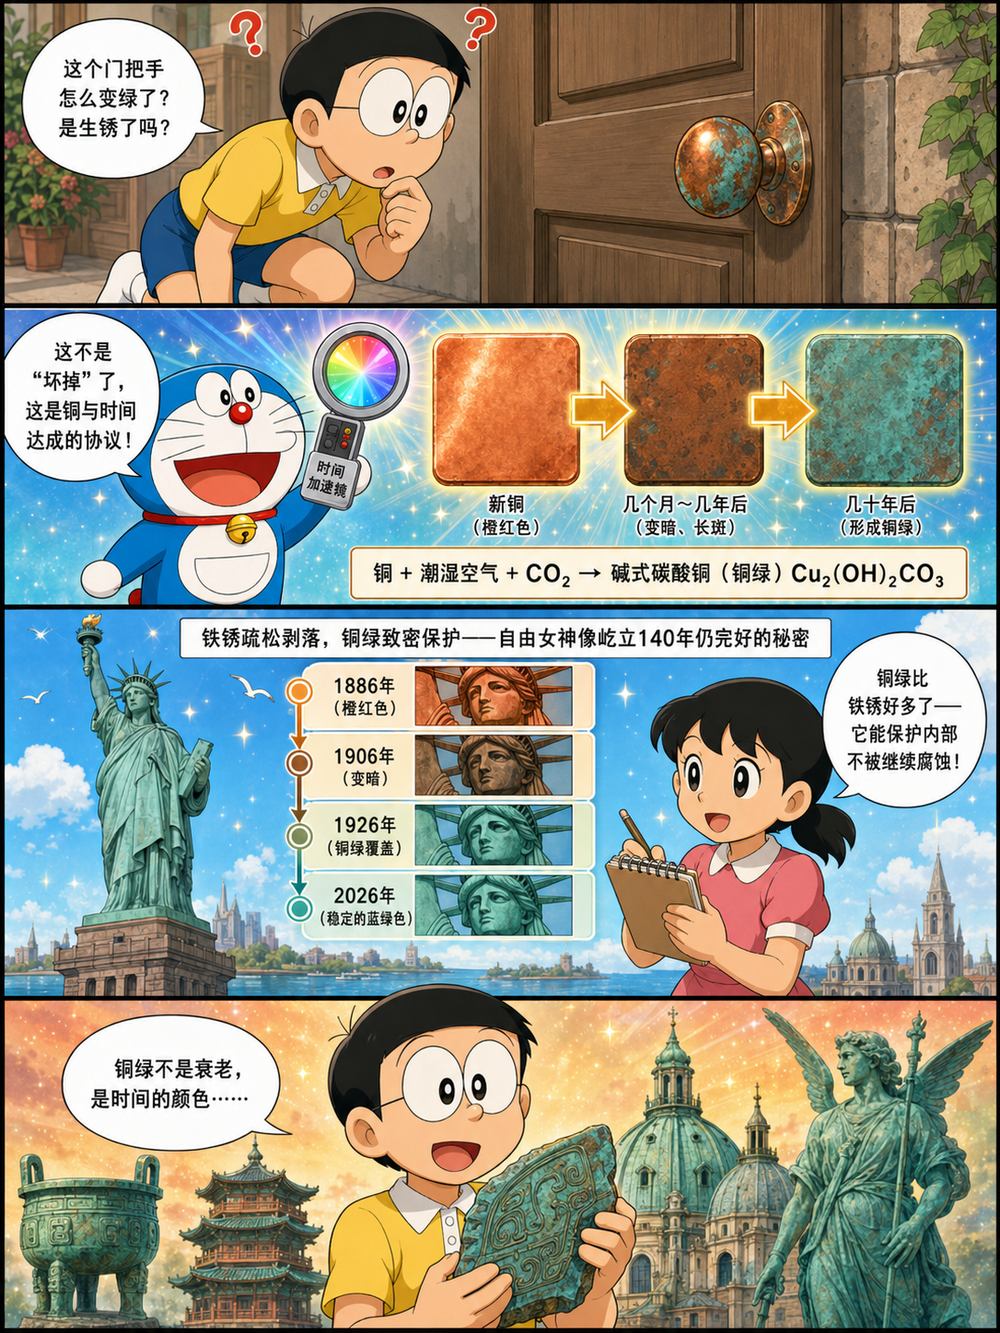 ?
?
这个门把手
怎么变绿了？
是生锈了吗？
这不是
“坏掉”了，
这是铜与时间
达成的协议！
时间
加速镜
新铜
（橙红色）
几个月～几年后
（变暗、长斑）
几十年后
（形成铜绿）
铜 + 潮湿空气 + CO₂ → 碱式碳酸铜（铜绿）Cu₂(OH)₂CO₃
铁锈疏松剥落，铜绿致密保护——自由女神像屹立140年仍完好的秘密
1886年
（橙红色）
1906年
（变暗）
1926年
（铜绿覆盖）
2026年
（稳定的蓝绿色）
铜绿比
铁锈好多了——
它能保护内部
不被继续腐蚀！
铜绿不是衰老，
是时间的颜色……